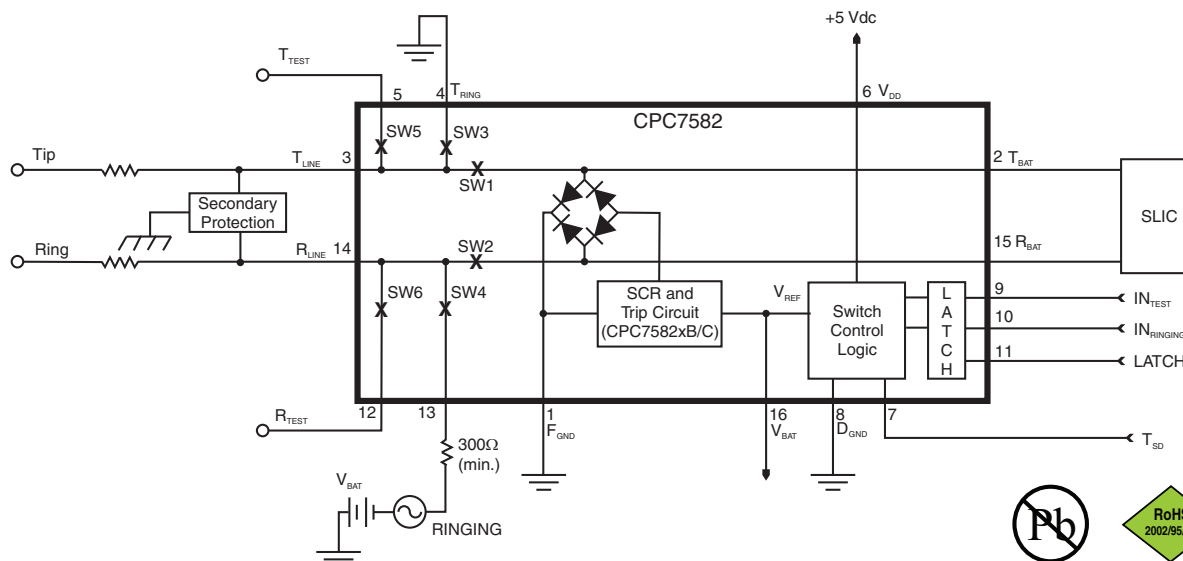 +5 Vdc
T_TEST
5
4
T_RING
6 V_DD
CPC7582
SW5
SW3
Tip
T_LINE
3
SW1
2 T_BAT
Secondary
Protection
SLIC
Ring
R_LINE
14
SW2
15 R_BAT
SW6
SW4
SCR and
Trip Circuit
(CPC7582xB/C)
V_REF
Switch
Control
Logic
L
A
T
C
H
9
IN_TEST
10
IN_RINGING
11
LATCH
R_TEST
12
13
1
F_GND
16
V_BAT
8
D_GND
7
T_SD
300Ω
(min.)
V_BAT
RINGING
Pb
2002/95/